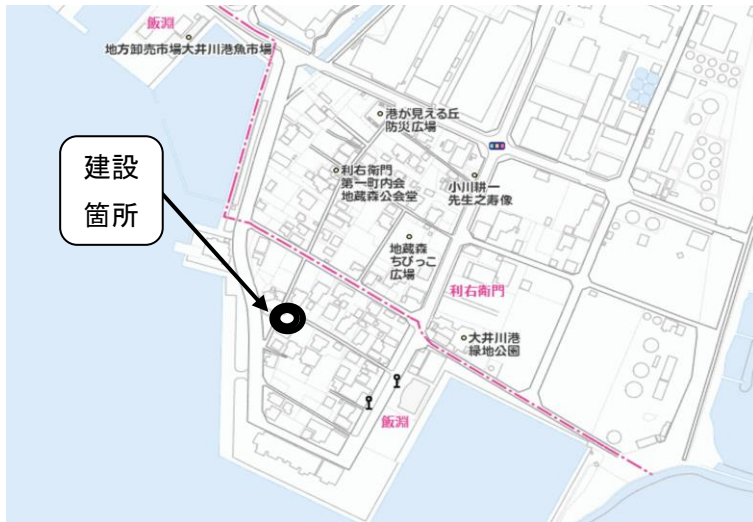 飯淵
地方卸売市場大井川港魚市場
港が見える丘
防災広場
建設
箇所
利右衛門
第一町内会
地蔵森公会堂
小川耕一
先生之寿像
地蔵森
ちびっこ
広場
利右衛門
大井川港
緑地公園
飯淵